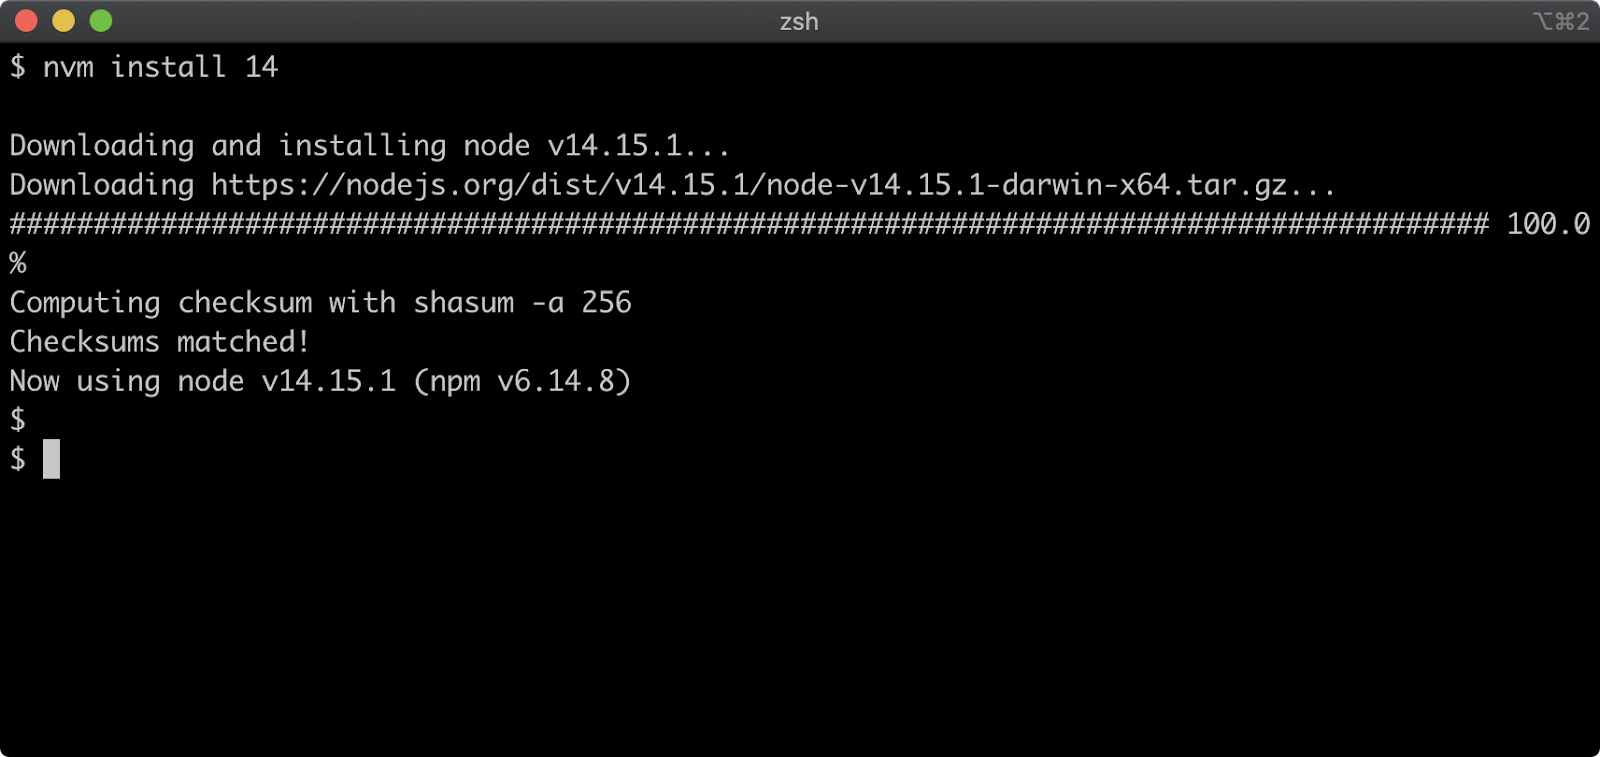 zsh
⌥⌘2
$ nvm install 14
Downloading and installing node v14.15.1...
Downloading https://nodejs.org/dist/v14.15.1/node-v14.15.1-darwin-x64.tar.gz...
######################################################################################## 100.0
%
Computing checksum with shasum -a 256
Checksums matched!
Now using node v14.15.1 (npm v6.14.8)
$
$